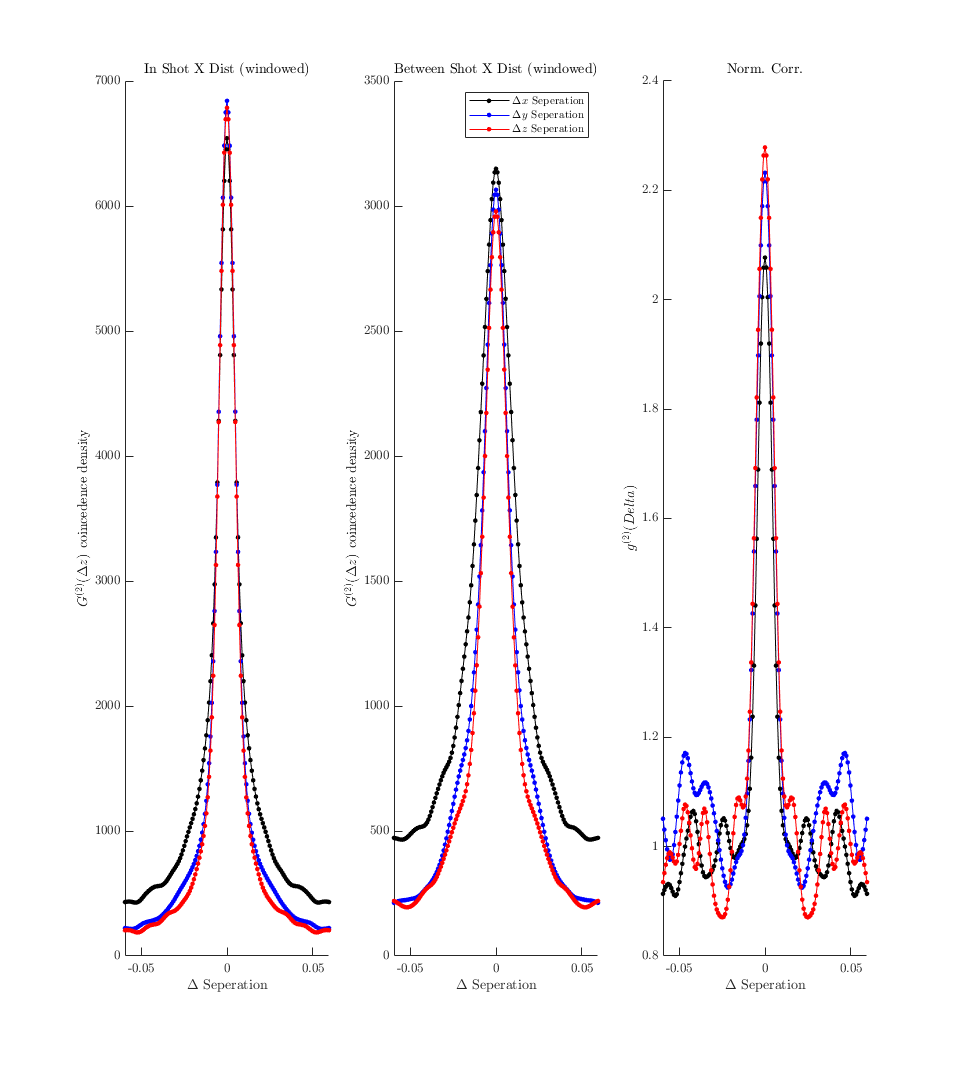 In Shot X Dist (windowed)
7000
6000
5000
4000
3000
2000
1000
0
-0.05 0 0.05
Δ Seperation
G^(2)(Δz) coincedence density
Between Shot X Dist (windowed)
Δx Seperation
Δy Seperation
Δz Seperation
3500
3000
2500
2000
1500
1000
500
0
-0.05 0 0.05
Δ Seperation
G^(2)(Δz) coincedence density
Norm. Corr.
2.4
2.2
2
1.8
1.6
1.4
1.2
1
0.8
-0.05 0 0.05
Δ Seperation
g^(2)(Delta)